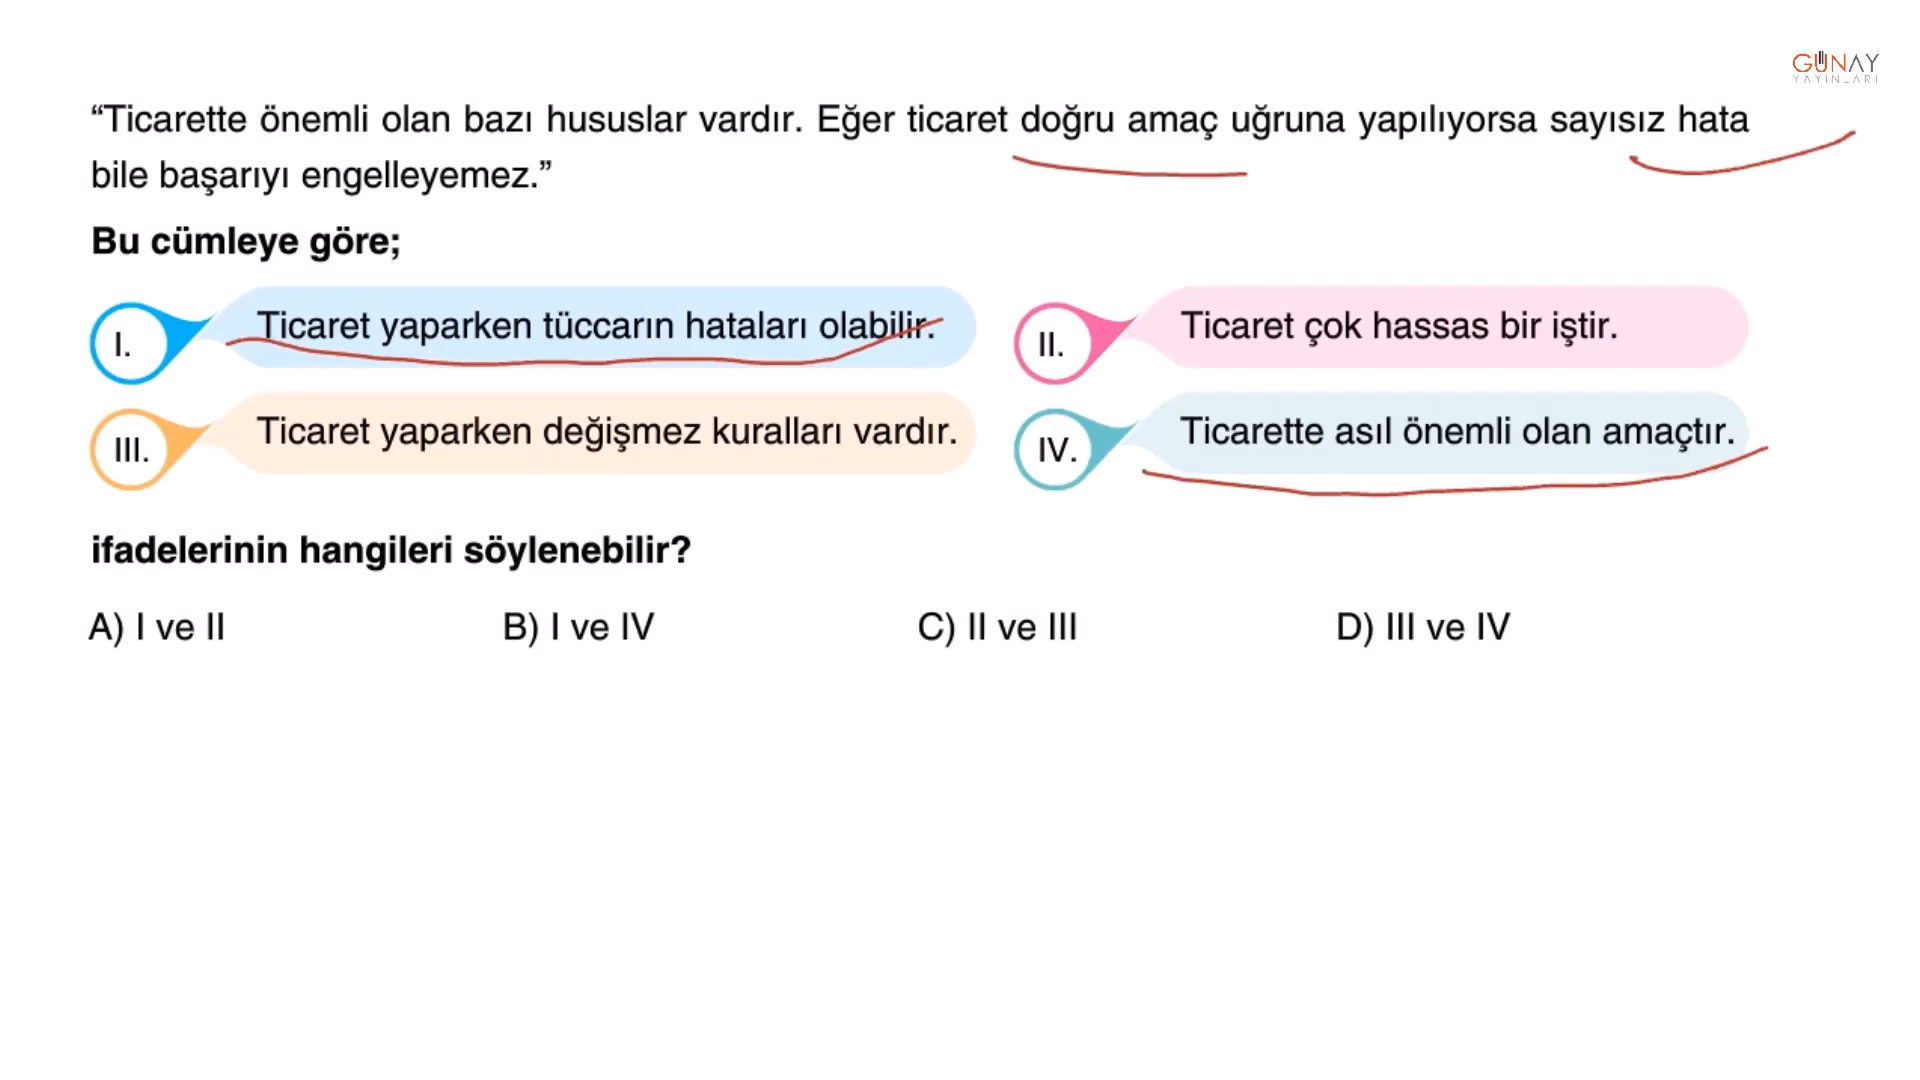 GÜNAY
YAYINLARI
“Ticarette önemli olan bazı hususlar vardır. Eğer ticaret doğru amaç uğruna yapılıyorsa sayısız hata
bile başarıyı engelleyemez.”
Bu cümleye göre;
I. Ticaret yaparken tüccarın hataları olabilir.
II. Ticaret çok hassas bir iştir.
III. Ticaret yaparken değişmez kuralları vardır.
IV. Ticarette asıl önemli olan amaçtır.
ifadelerinin hangileri söylenebilir?
A) I ve II
B) I ve IV
C) II ve III
D) III ve IV